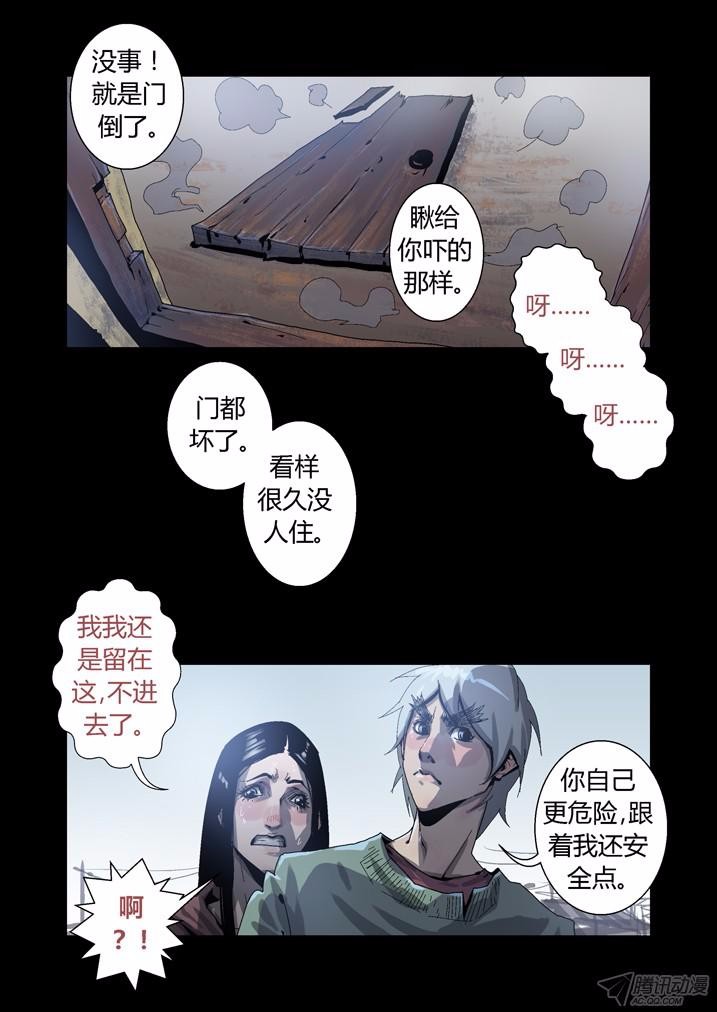 没事！
就是门
倒了。
瞅给
你吓的
那样。
呀……
呀……
呀……
门都
坏了。
看样
很久没
人住。
我我还
是留在
这,不进
去了。
你自己
更危险,跟
着我还安
全点。
啊
？！
腾讯动漫